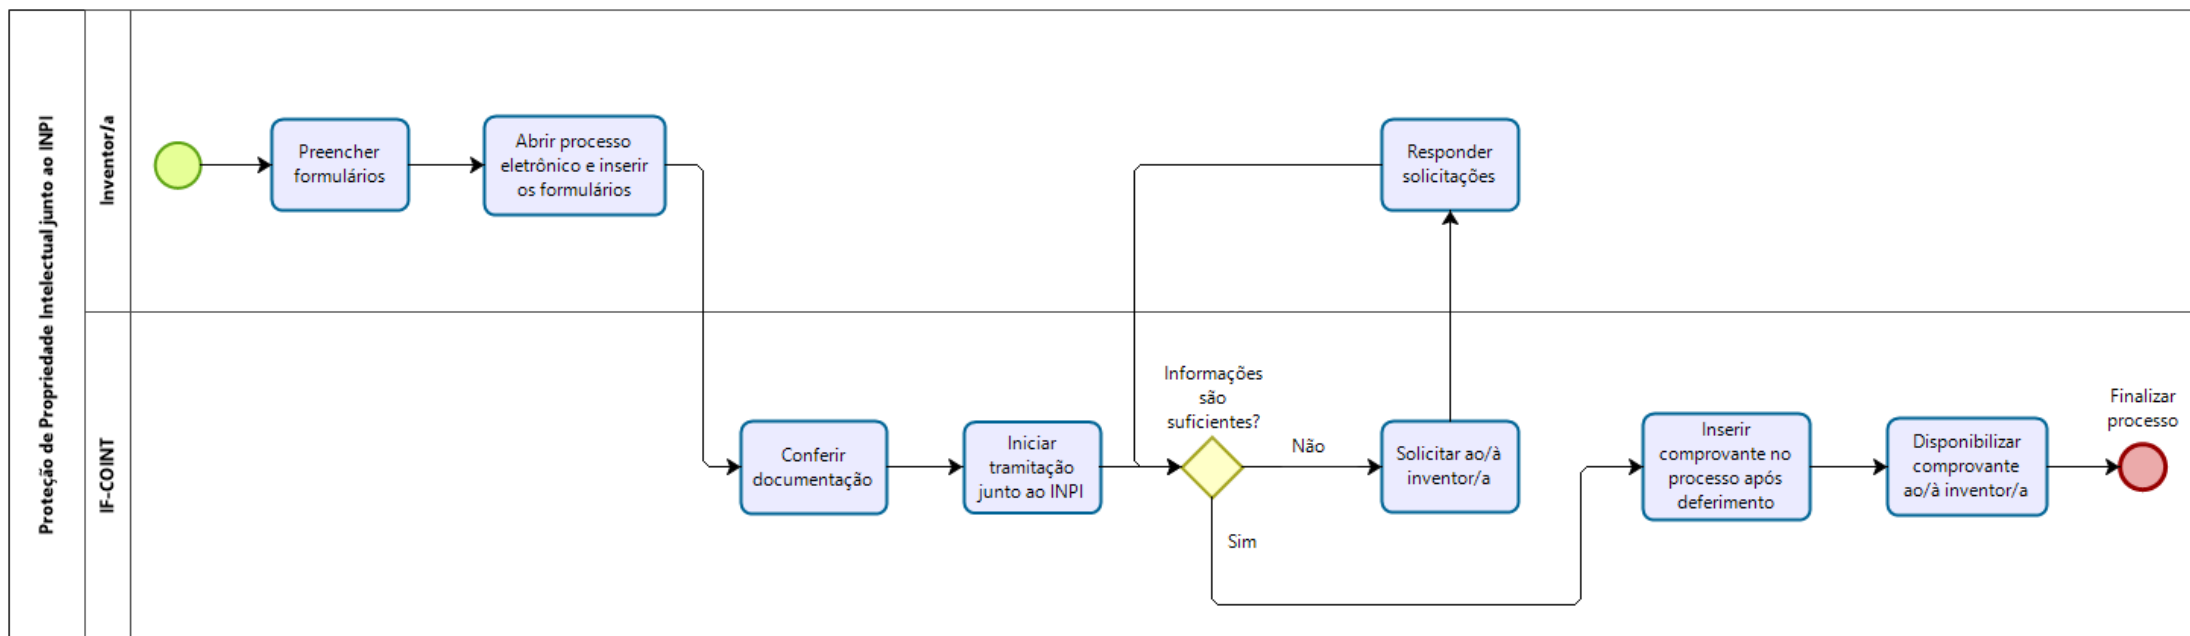 Proteção de Propriedade Intelectual junto ao INPI
Inventor/a
Preencher
formulários
Abrir processo
eletrônico e inserir
os formulários
Responder
solicitações
IF-COINT
Conferir
documentação
Iniciar
tramitação
junto ao INPI
Informações
são
suficientes?
Não
Sim
Solicitar ao/à
inventor/a
Inserir
comprovante no
processo após
deferimento
Disponibilizar
comprovante
ao/à inventor/a
Finalizar
processo